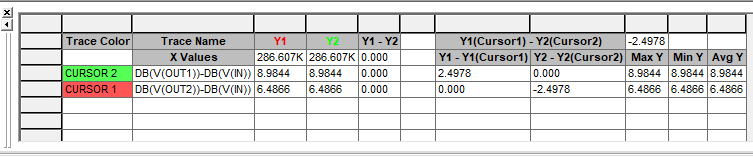 Y1(Cursor1) - Y2(Cursor2) -2.4978
Trace Color Trace Name Y1 Y2 Y1 - Y2 Y1 - Y1(Cursor1) Y2 - Y2(Cursor2) Max Y Min Y Avg Y
X Values 286.607K 286.607K 0.000
CURSOR 2 DB(V(OUT1))-DB(V(IN)) 8.9844 8.9844 0.000 2.4978 0.000 8.9844 8.9844 8.9844
CURSOR 1 DB(V(OUT2))-DB(V(IN)) 6.4866 6.4866 0.000 0.000 -2.4978 6.4866 6.4866 6.4866